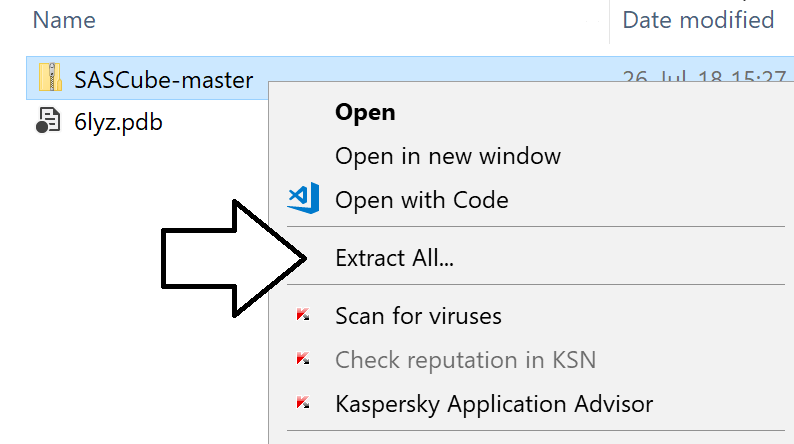 Name Date modified
SASCube-master 26-Jul-18 15:27
6lyz.pdb
Open
Open in new window
Open with Code
Extract All...
Scan for viruses
Check reputation in KSN
Kaspersky Application Advisor